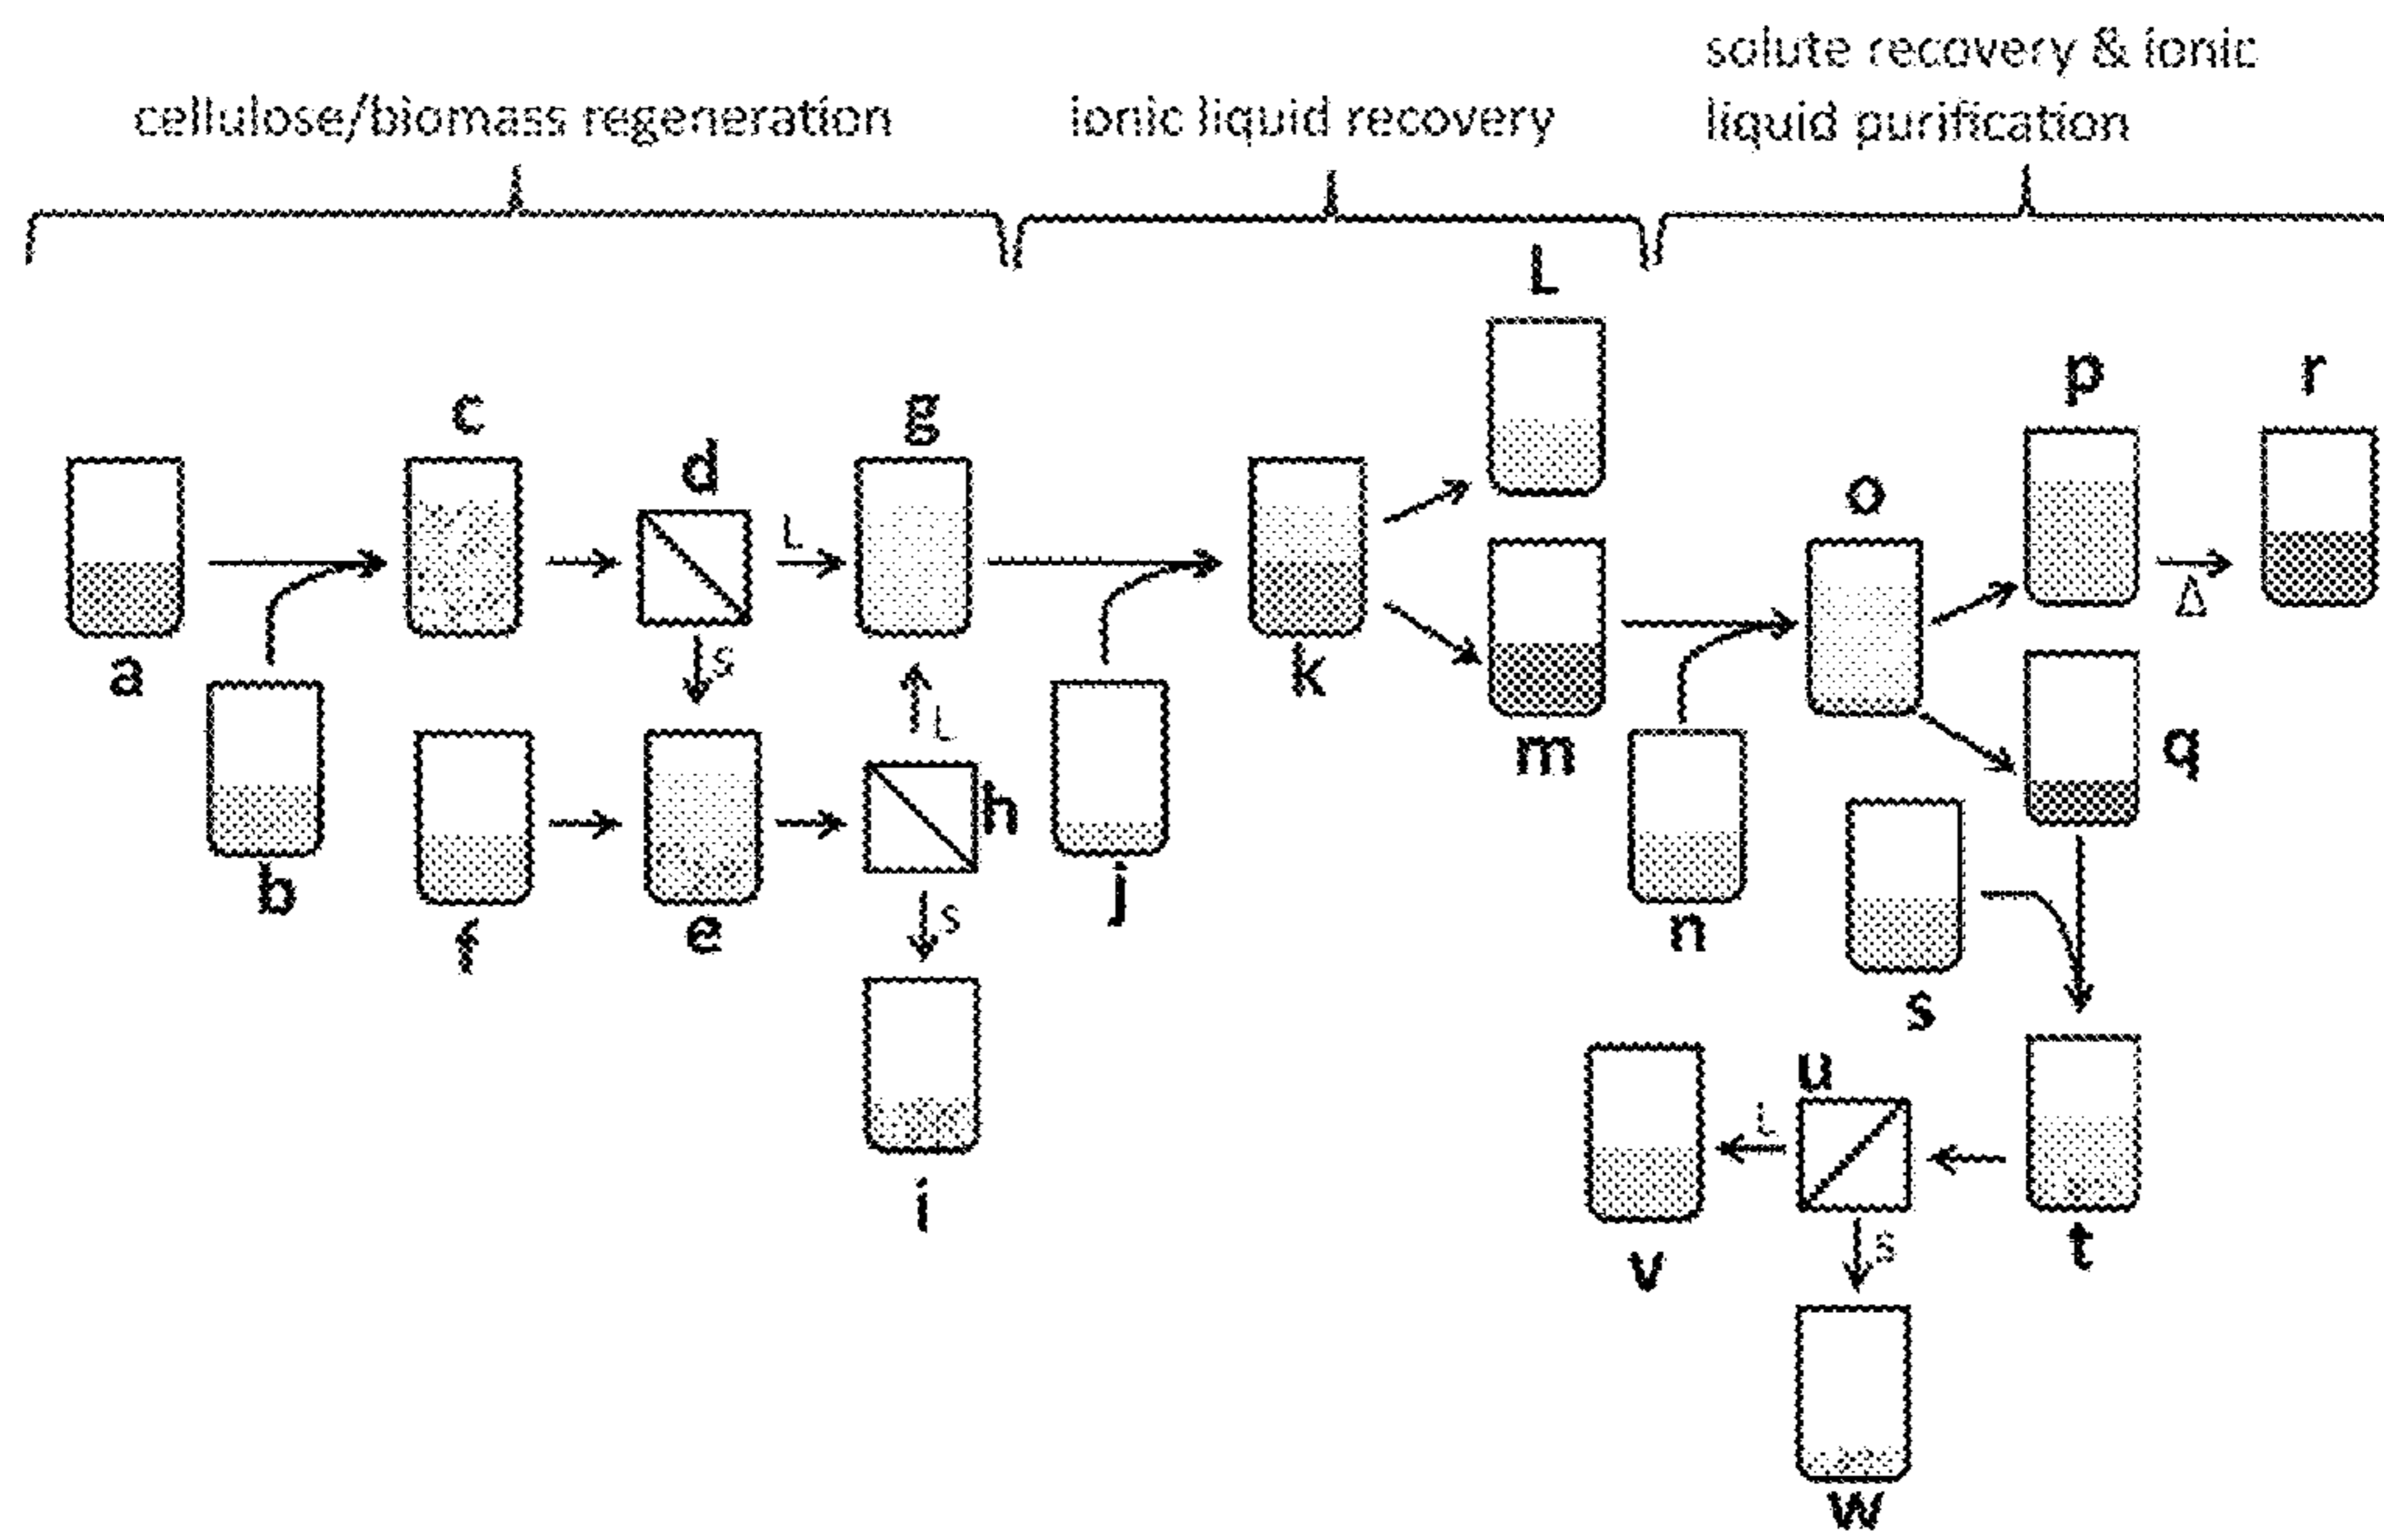 solute recovery & ionic
liquid purification
cellulose/biomass regeneration
ionic liquid recovery
L
p
r
c
g
d
o
L
a
S
k
m
q
L
h
b
f
e
j
n
S
s
i
u
L
v
t
S
w
Δ